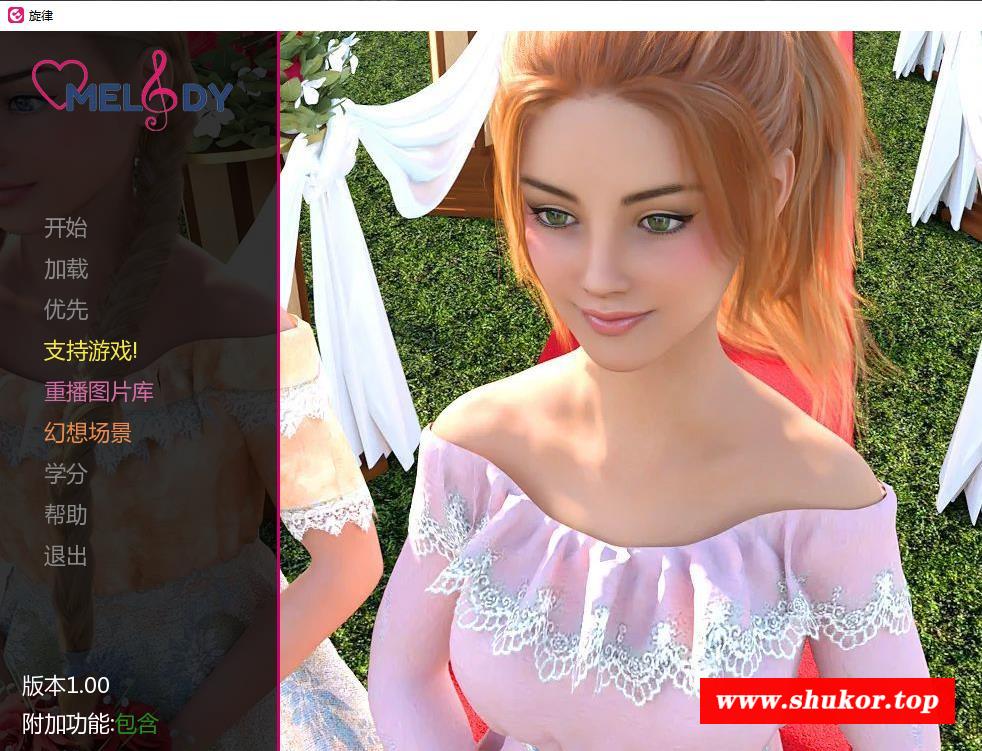 旋律
MELODY
开始
加载
优先
支持游戏!
重播图片库
幻想场景
学分
帮助
退出
版本1.00
附加功能:包含
www.shukor.top